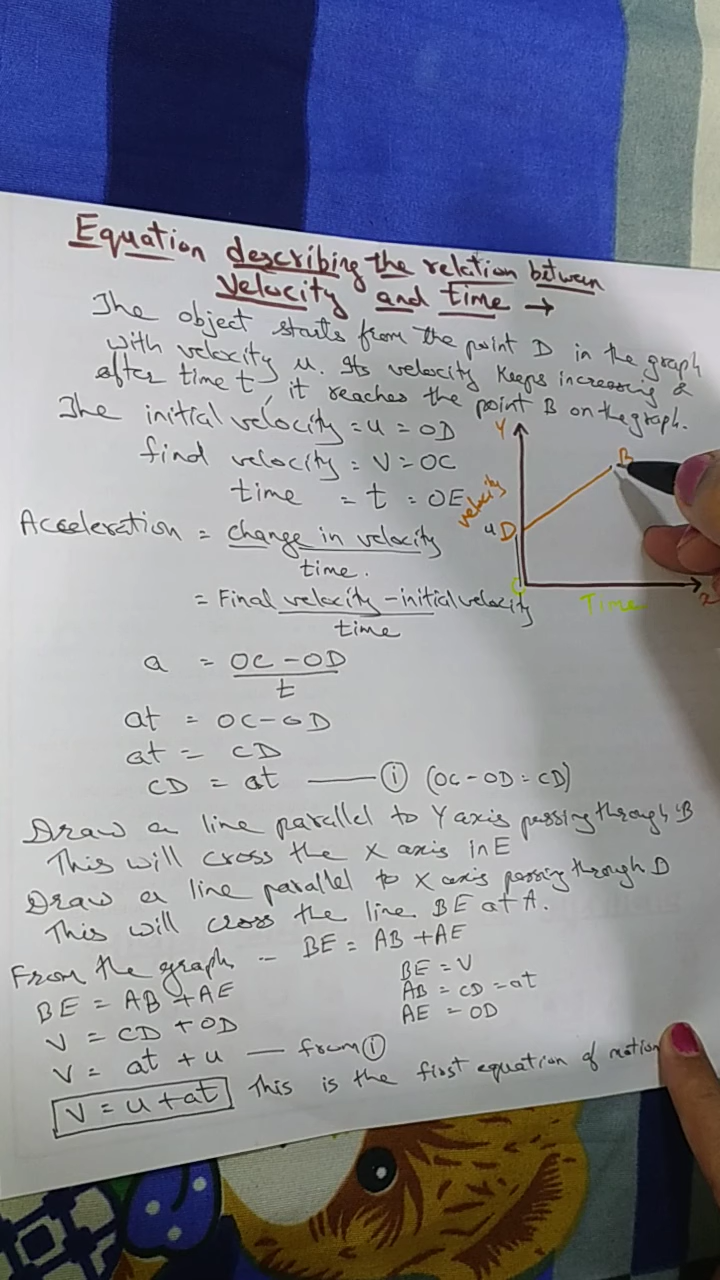 Equation describing the relation between
Velocity and time →
The object starts from the point D in the graph
with velocity u. Its velocity keeps increasing &
after time t, it reaches the point B on the graph.
The initial velocity = u = OD
find velocity = V = OC
time = t = OE
Y
B
velocity
u D
O
Time
x
Acceleration = change in velocity
time.
= Final velocity - initial velocity
time
a = OC - OD
t
at = OC - OD
at = CD
CD = at —— ① (OC - OD = CD)
Draw a line parallel to Y axis passing through B
This will cross the X axis in E
Draw a line parallel to X axis passing through D
This will cross the line BE at A.
From the graph - BE = AB + AE
BE = AB + AE
BE = V
V = CD + OD
AB = CD = at
AE = OD
V = at + u — from ①
V = u + at This is the first equation of motion